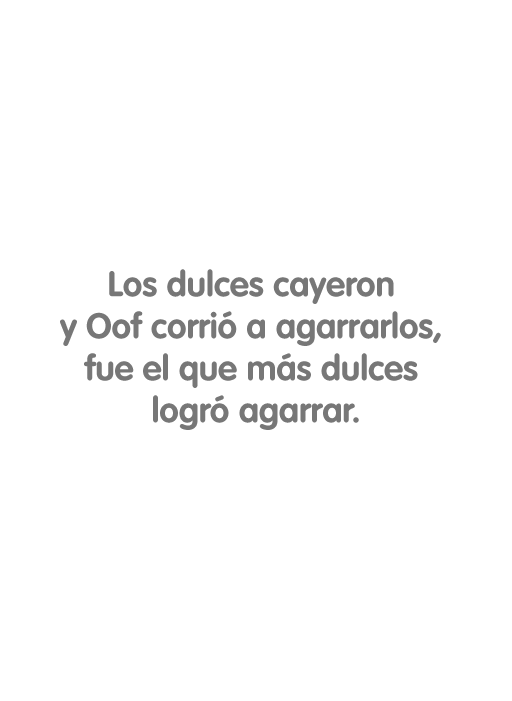 Los dulces cayeron
y Oof corrió a agarrarlos,
fue el que más dulces
logró agarrar.